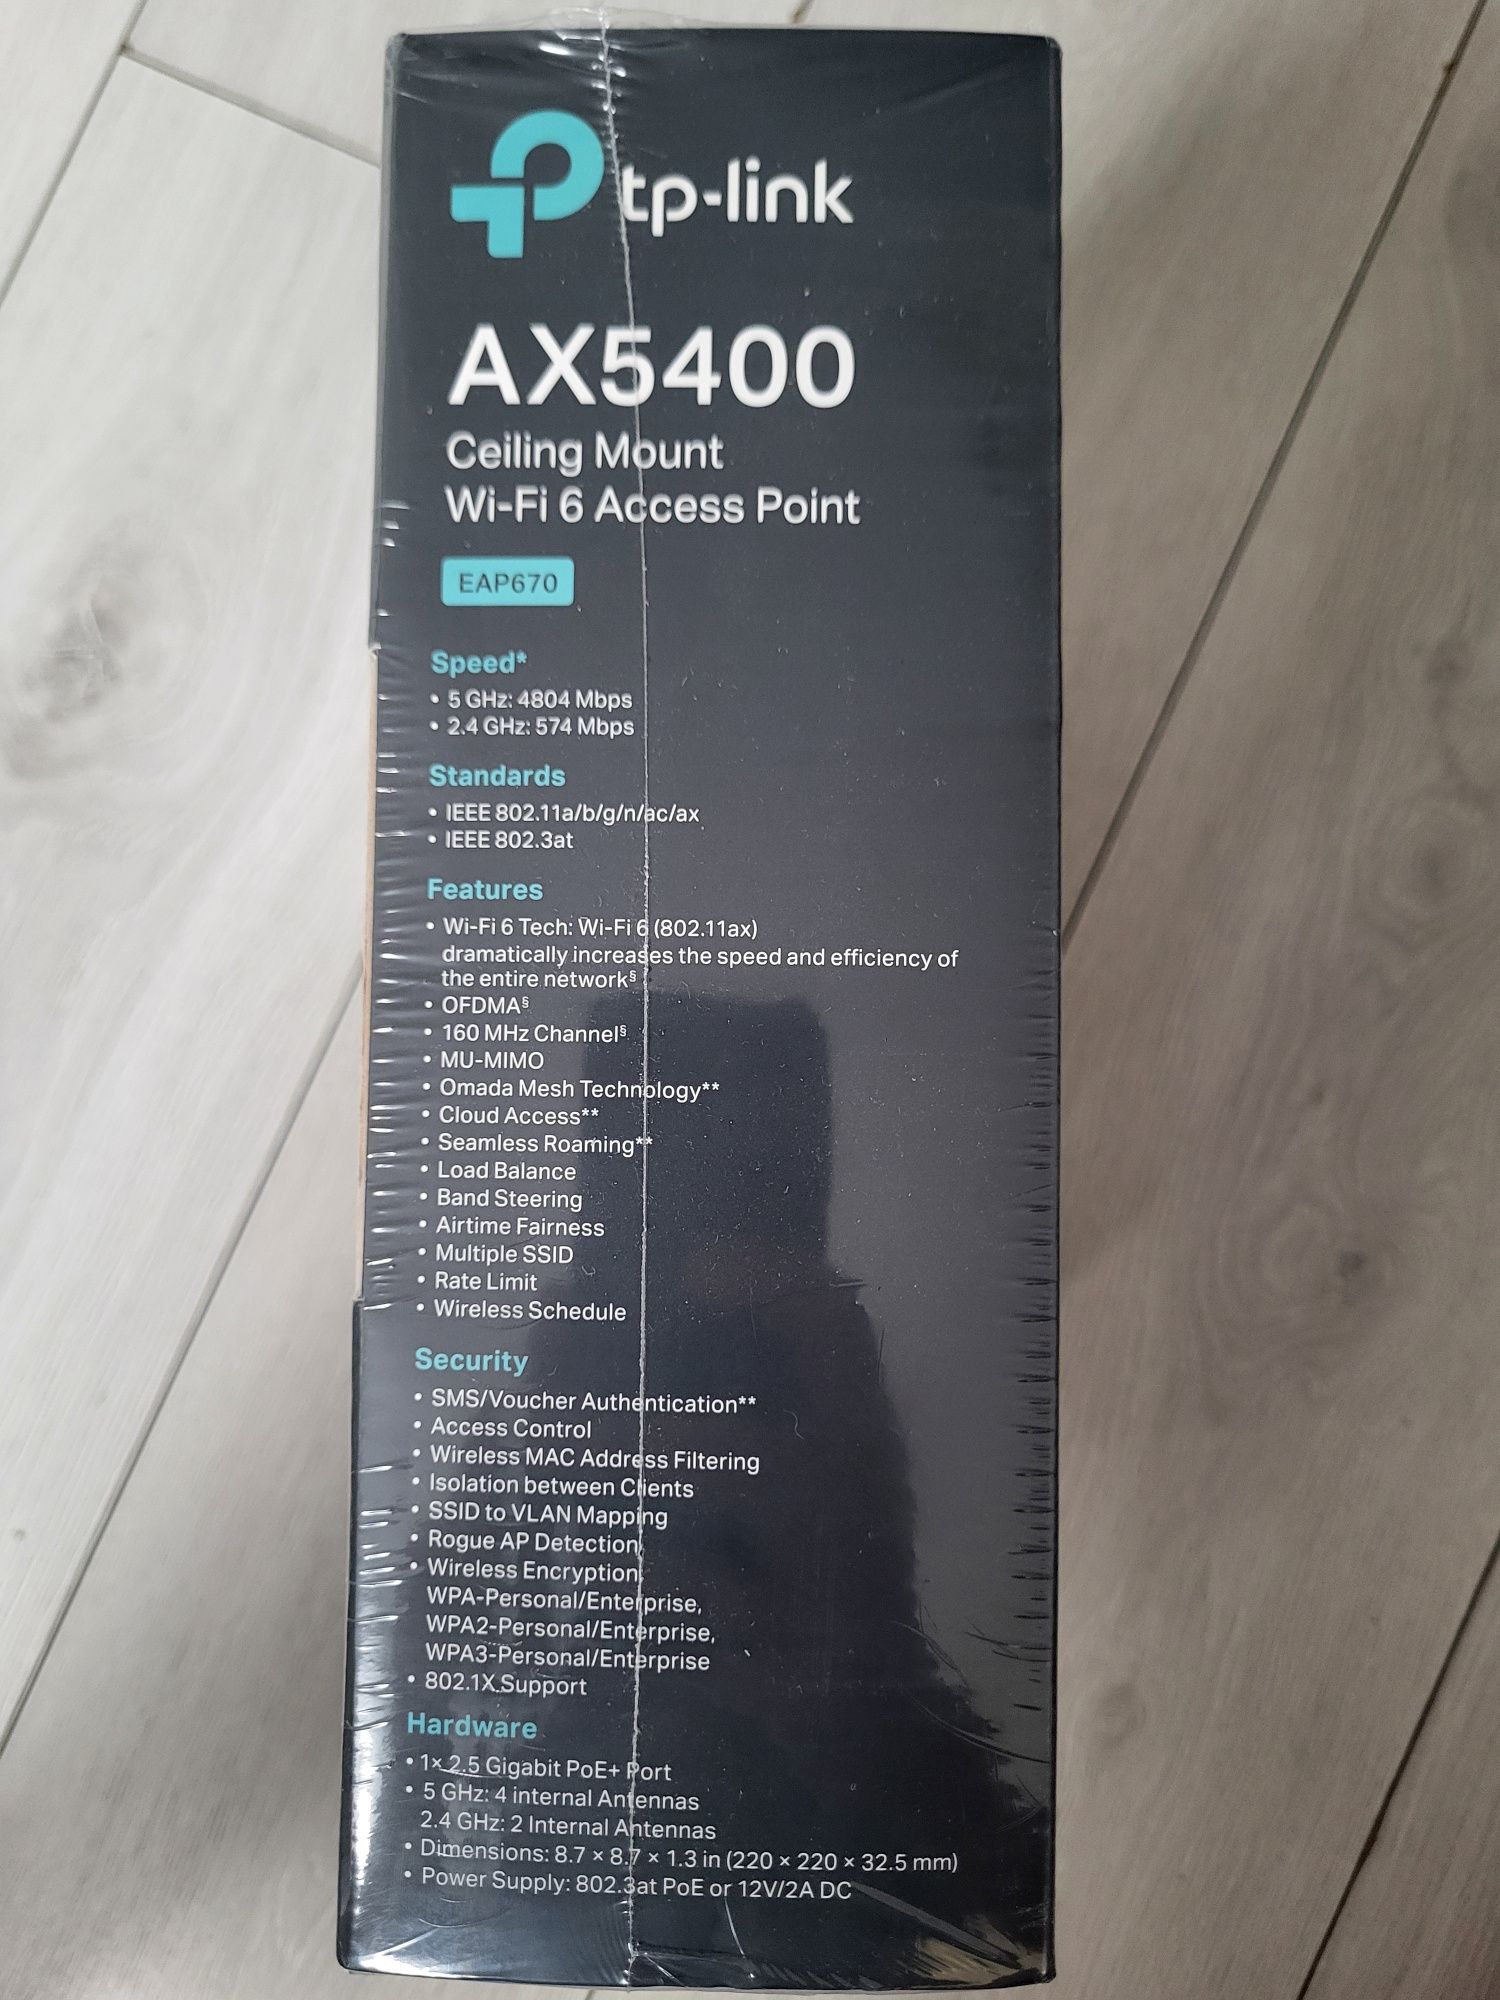 tp-link
AX5400
Ceiling Mount
Wi-Fi 6 Access Point
EAP670
Speed*
• 5 GHz: 4804 Mbps
• 2.4 GHz: 574 Mbps
Standards
• IEEE 802.11a/b/g/n/ac/ax
• IEEE 802.3at
Features
• Wi-Fi 6 Tech: Wi-Fi 6 (802.11ax)
dramatically increases the speed and efficiency of
the entire network§
• OFDMA§
• 160 MHz Channel§
• MU-MIMO
• Omada Mesh Technology**
• Cloud Access**
• Seamless Roaming**
• Load Balance
• Band Steering
• Airtime Fairness
• Multiple SSID
• Rate Limit
• Wireless Schedule
Security
• SMS/Voucher Authentication**
• Access Control
• Wireless MAC Address Filtering
• Isolation between Clients
• SSID to VLAN Mapping
• Rogue AP Detection
• Wireless Encryption:
WPA-Personal/Enterprise,
WPA2-Personal/Enterprise,
WPA3-Personal/Enterprise
• 802.1X Support
Hardware
• 1× 2.5 Gigabit PoE+ Port
• 5 GHz: 4 internal Antennas
2.4 GHz: 2 Internal Antennas
• Dimensions: 8.7 × 8.7 × 1.3 in (220 × 220 × 32.5 mm)
• Power Supply: 802.3at PoE or 12V/2A DC